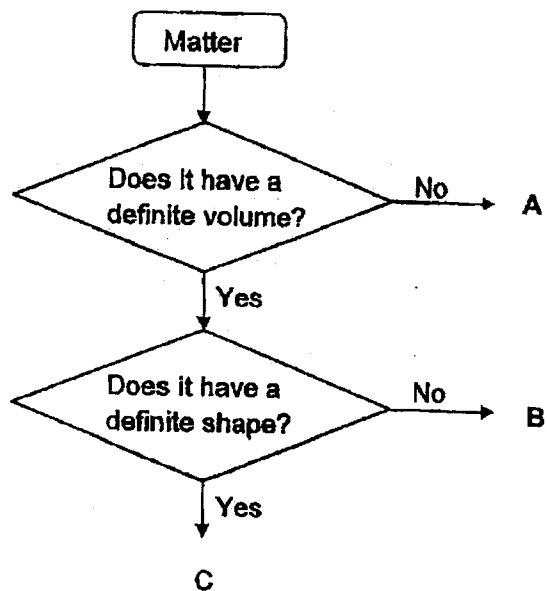 Matter
Does it have a
definite volume?
No
A
Yes
Does it have a
definite shape?
No
B
Yes
C